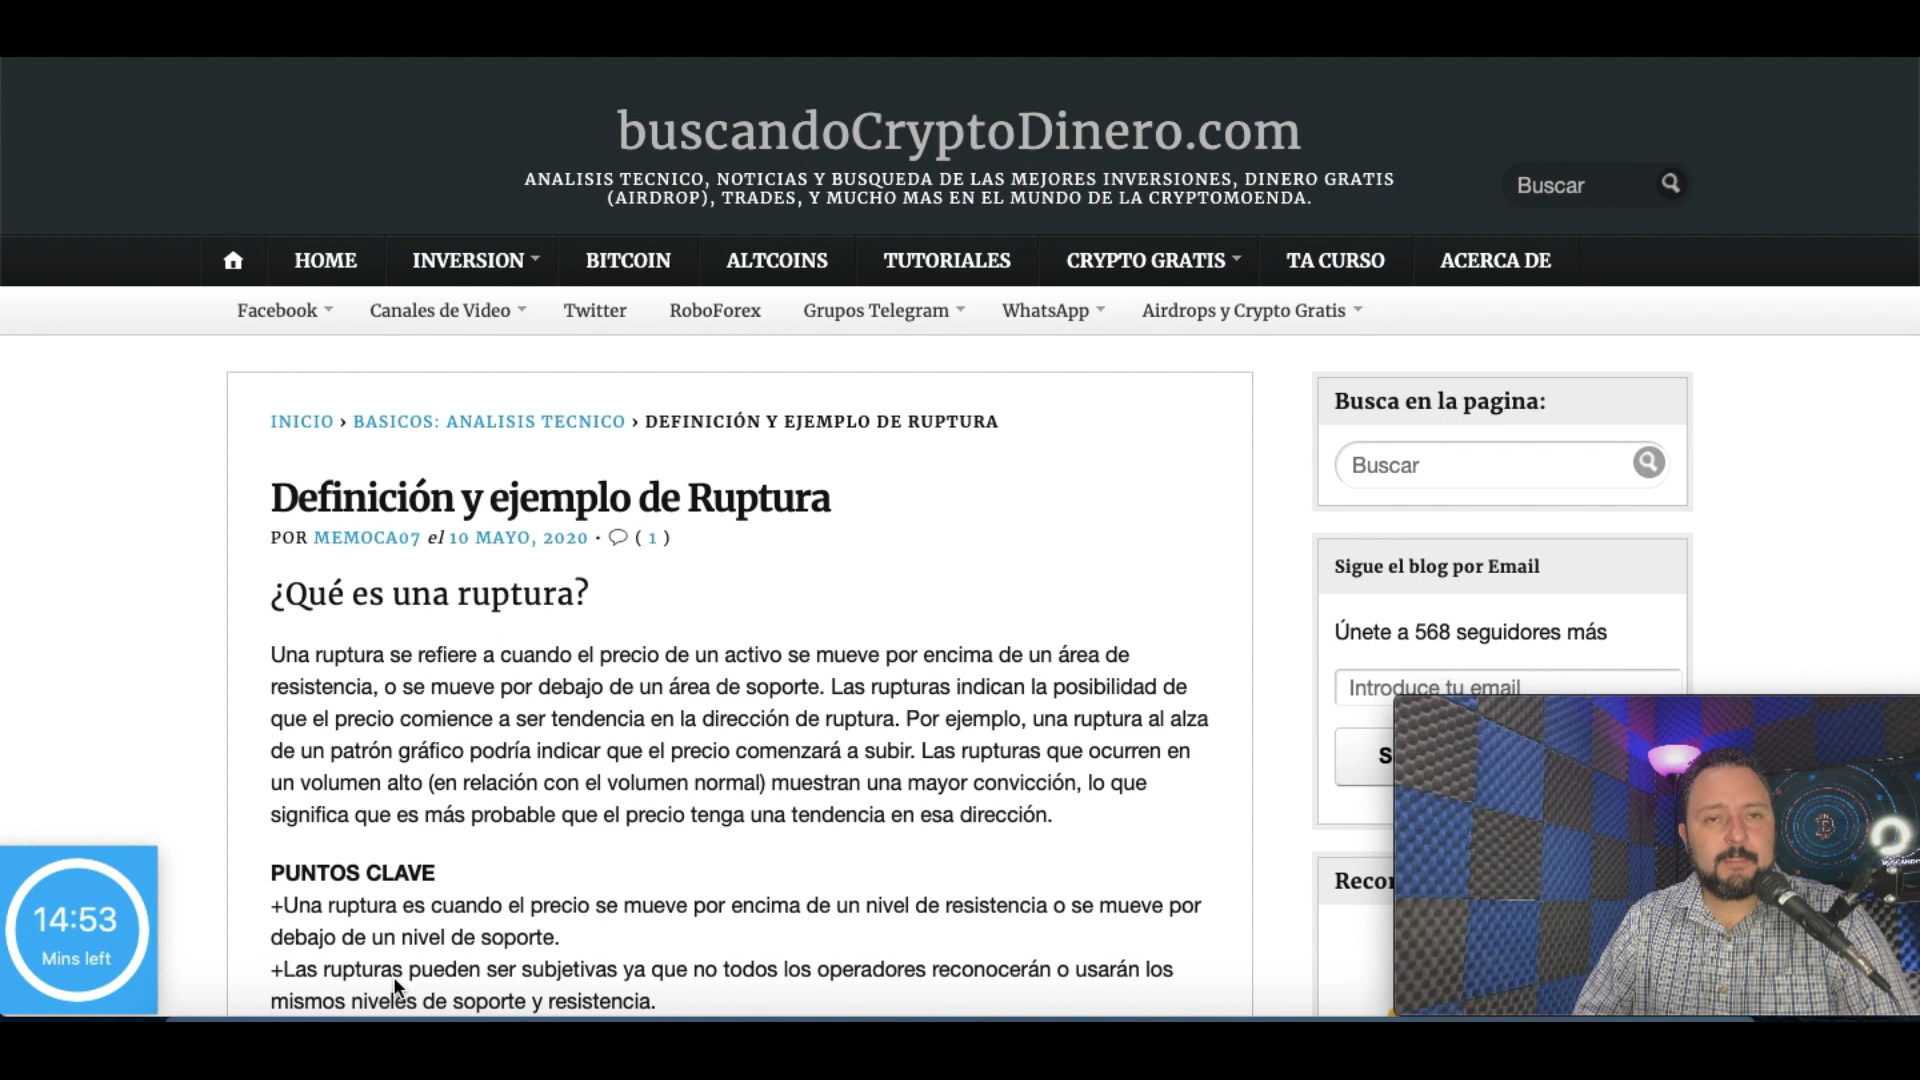 buscandoCryptoDinero.com
ANALISIS TECNICO, NOTICIAS Y BUSQUEDA DE LAS MEJORES INVERSIONES, DINERO GRATIS
(AIRDROP), TRADES, Y MUCHO MAS EN EL MUNDO DE LA CRYPTOMOENDA.
Buscar
HOME INVERSION BITCOIN ALTCOINS TUTORIALES CRYPTO GRATIS TA CURSO ACERCA DE
Facebook Canales de Video Twitter RoboForex Grupos Telegram WhatsApp Airdrops y Crypto Gratis
INICIO › BASICOS: ANALISIS TECNICO › DEFINICIÓN Y EJEMPLO DE RUPTURA
Definición y ejemplo de Ruptura
POR MEMOCA07 el 10 MAYO, 2020 • ( 1 )
¿Qué es una ruptura?
Una ruptura se refiere a cuando el precio de un activo se mueve por encima de un área de
resistencia, o se mueve por debajo de un área de soporte. Las rupturas indican la posibilidad de
que el precio comience a ser tendencia en la dirección de ruptura. Por ejemplo, una ruptura al alza
de un patrón gráfico podría indicar que el precio comenzará a subir. Las rupturas que ocurren en
un volumen alto (en relación con el volumen normal) muestran una mayor convicción, lo que
significa que es más probable que el precio tenga una tendencia en esa dirección.
PUNTOS CLAVE
+Una ruptura es cuando el precio se mueve por encima de un nivel de resistencia o se mueve por
debajo de un nivel de soporte.
+Las rupturas pueden ser subjetivas ya que no todos los operadores reconocerán o usarán los
mismos niveles de soporte y resistencia.
Busca en la pagina:
Buscar
Sigue el blog por Email
Únete a 568 seguidores más
Introduce tu email
S
Recor
14:53
Mins left